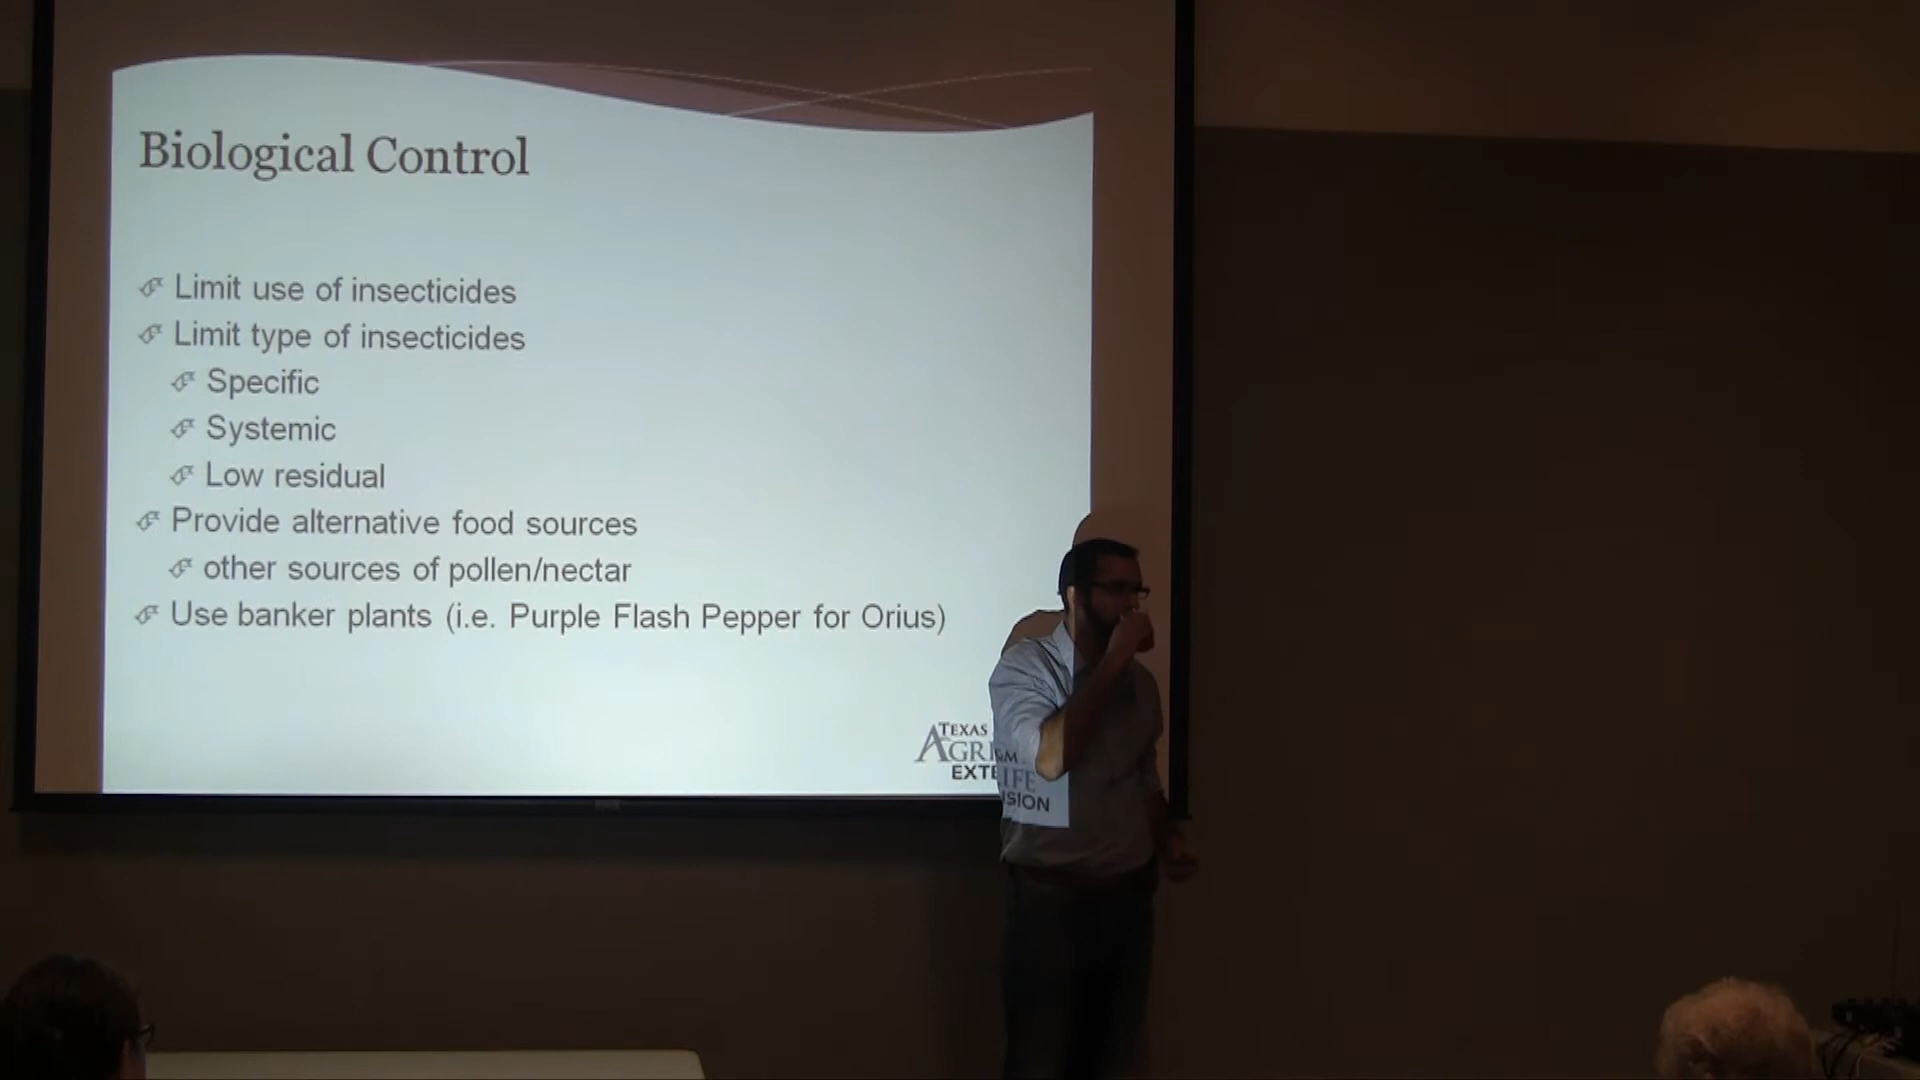 Biological Control
Limit use of insecticides
Limit type of insecticides
Specific
Systemic
Low residual
Provide alternative food sources
other sources of pollen/nectar
Use banker plants (i.e. Purple Flash Pepper for Orius)
TEXAS
AGRI
EXTE